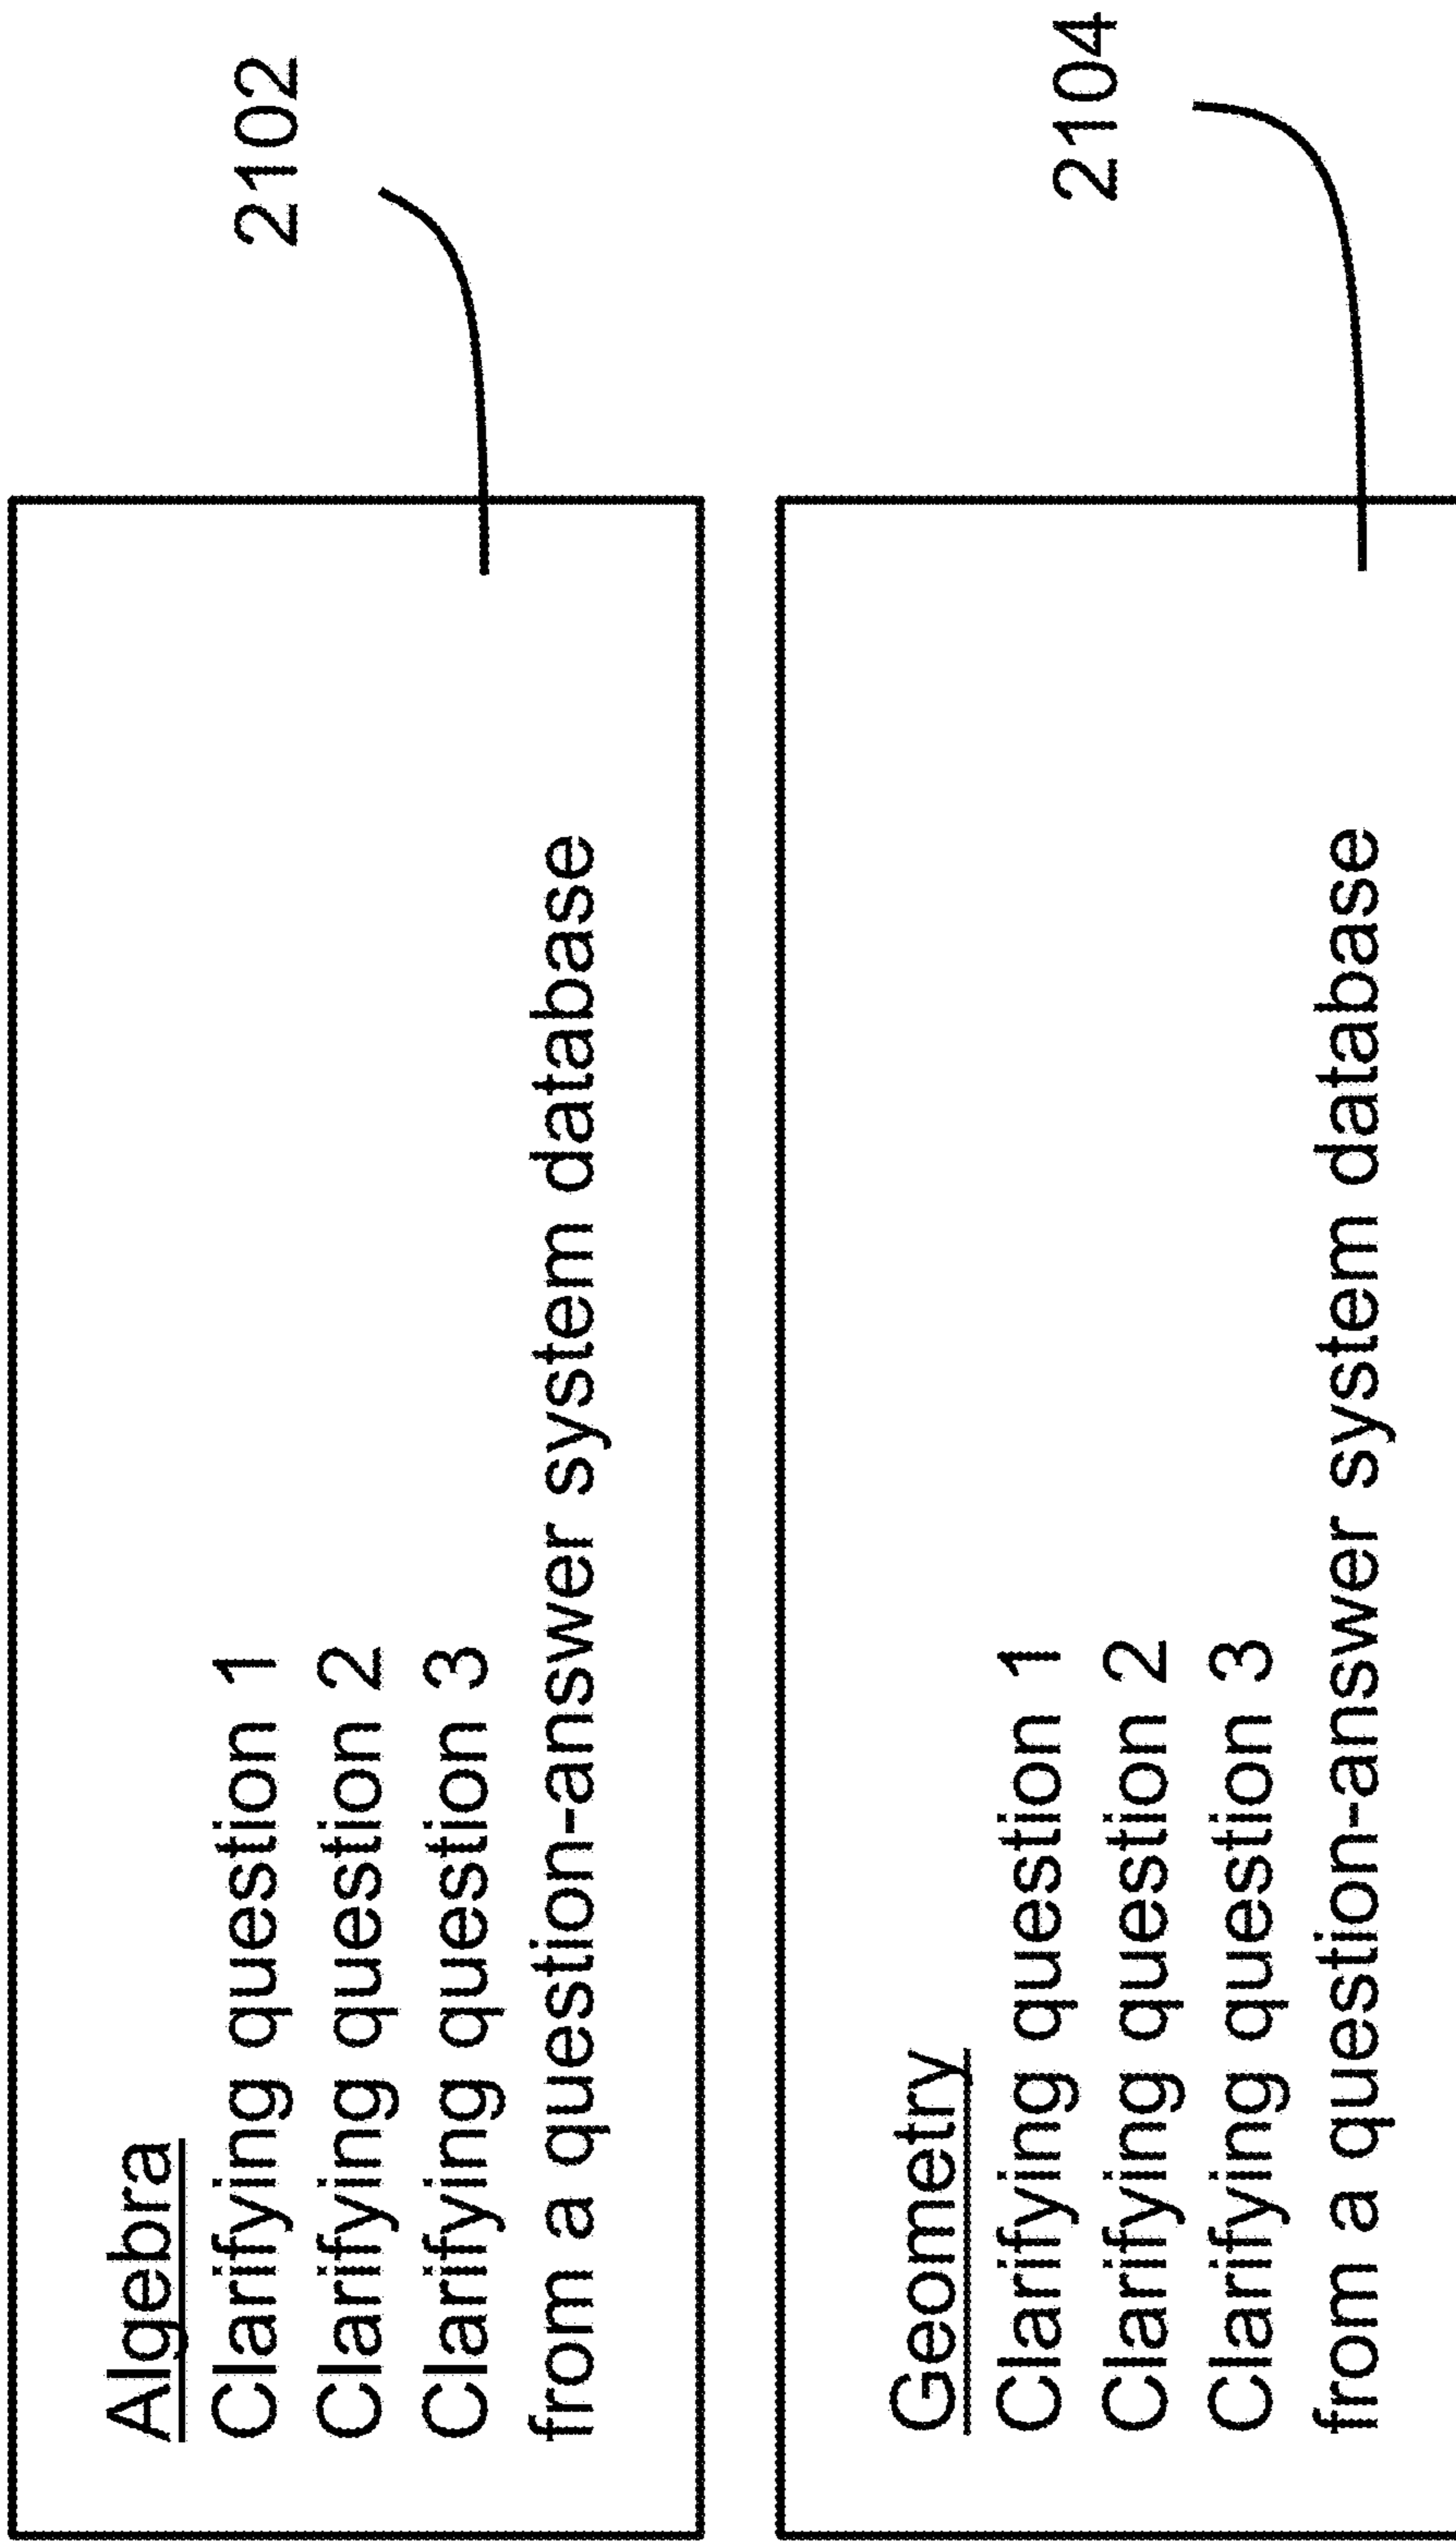 Algebra
Clarifying question 1
Clarifying question 2
Clarifying question 3
from a question-answer system database
2102
Geometry
Clarifying question 1
Clarifying question 2
Clarifying question 3
from a question-answer system database
2104